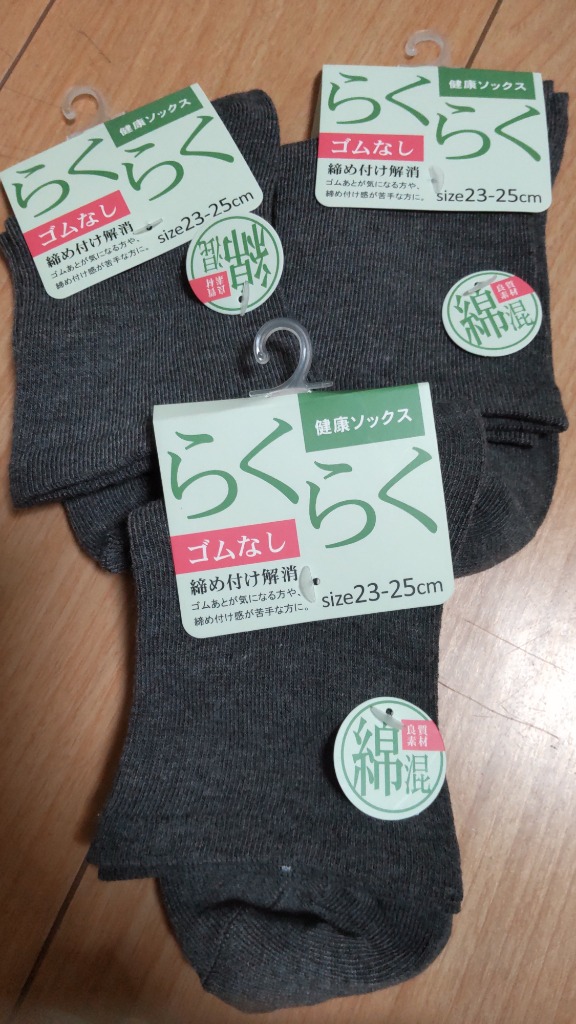 健康ソックス
らくらく
ゴムなし
締め付け解消
ゴムあとが気になる方や、
締め付け感が苦手な方に。
size23-25cm
良質
素材
綿混
健康ソックス
らくらく
ゴムなし
締め付け解消
ゴムあとが気になる方や、
締め付け感が苦手な方に。
size23-25cm
良質
素材
綿混
健康ソックス
らくらく
ゴムなし
締め付け解消
ゴムあとが気になる方や、
締め付け感が苦手な方に。
size23-25cm
良質
素材
綿混